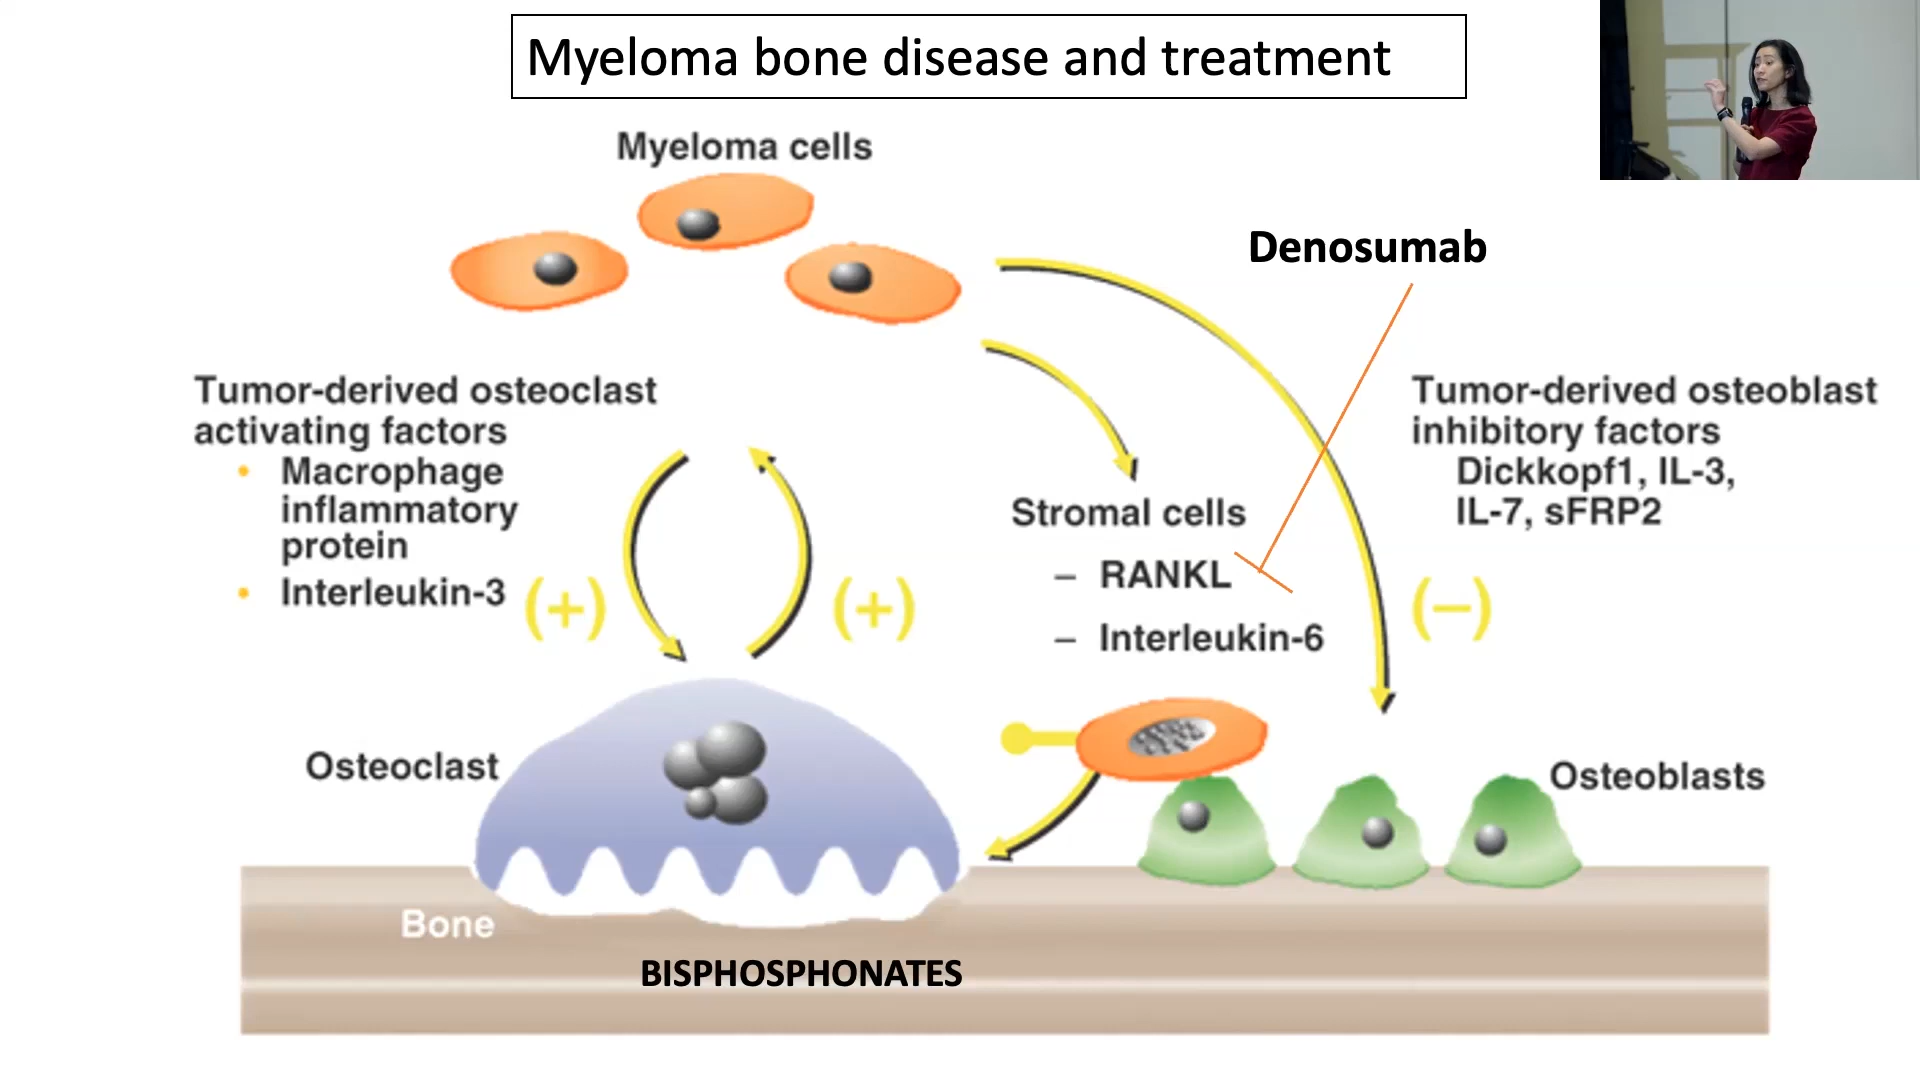 Myeloma bone disease and treatment
Myeloma cells
Denosumab
Tumor-derived osteoclast
activating factors
• Macrophage
inflammatory
protein
• Interleukin-3
(+)
(+)
Stromal cells
– RANKL
– Interleukin-6
Tumor-derived osteoblast
inhibitory factors
Dickkopf1, IL-3,
IL-7, sFRP2
(–)
Osteoclast
Osteoblasts
Bone
BISPHOSPHONATES